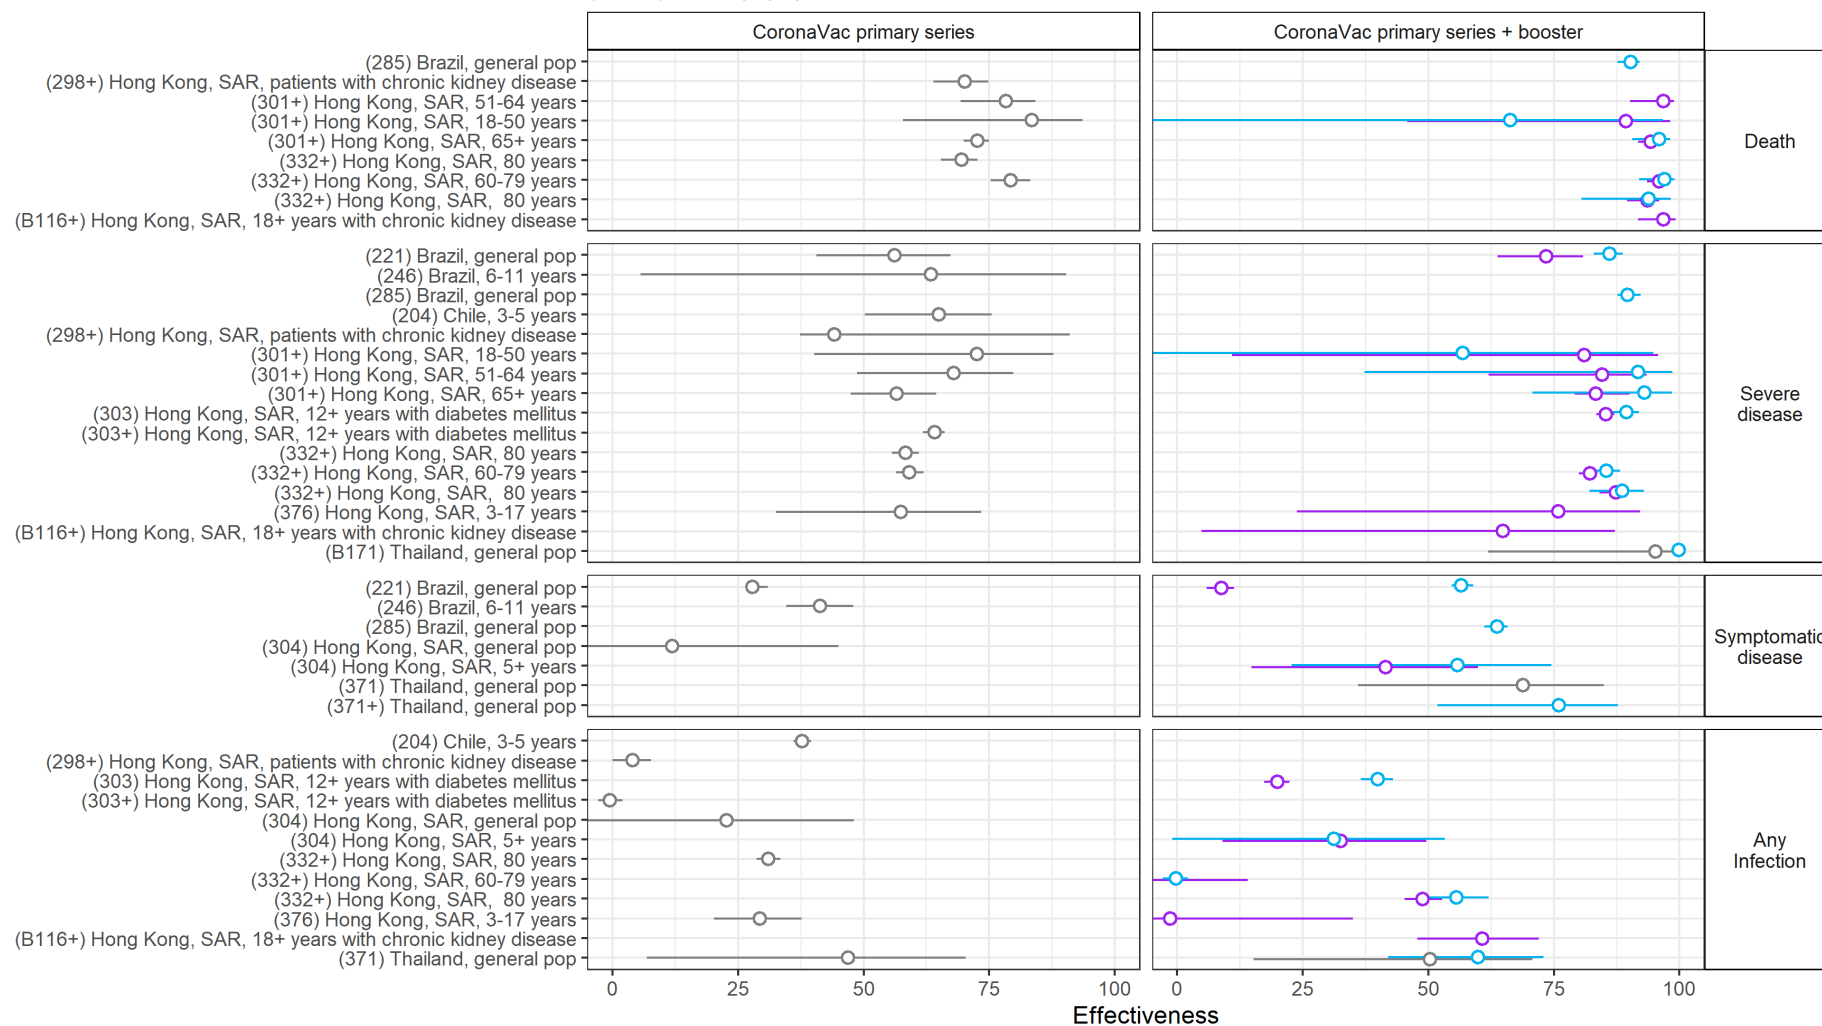 CoronaVac primary series
CoronaVac primary series + booster
(285) Brazil, general pop
(298+) Hong Kong, SAR, patients with chronic kidney disease
(301+) Hong Kong, SAR, 51-64 years
(301+) Hong Kong, SAR, 18-50 years
(301+) Hong Kong, SAR, 65+ years
(332+) Hong Kong, SAR, 80 years
(332+) Hong Kong, SAR, 60-79 years
(332+) Hong Kong, SAR,  80 years
(B116+) Hong Kong, SAR, 18+ years with chronic kidney disease
Death
(221) Brazil, general pop
(246) Brazil, 6-11 years
(285) Brazil, general pop
(204) Chile, 3-5 years
(298+) Hong Kong, SAR, patients with chronic kidney disease
(301+) Hong Kong, SAR, 18-50 years
(301+) Hong Kong, SAR, 51-64 years
(301+) Hong Kong, SAR, 65+ years
(303) Hong Kong, SAR, 12+ years with diabetes mellitus
(303+) Hong Kong, SAR, 12+ years with diabetes mellitus
(332+) Hong Kong, SAR, 80 years
(332+) Hong Kong, SAR, 60-79 years
(332+) Hong Kong, SAR,  80 years
(376) Hong Kong, SAR, 3-17 years
(B116+) Hong Kong, SAR, 18+ years with chronic kidney disease
(B171) Thailand, general pop
Severe
disease
(221) Brazil, general pop
(246) Brazil, 6-11 years
(285) Brazil, general pop
(304) Hong Kong, SAR, general pop
(304) Hong Kong, SAR, 5+ years
(371) Thailand, general pop
(371+) Thailand, general pop
Symptomatic
disease
(204) Chile, 3-5 years
(298+) Hong Kong, SAR, patients with chronic kidney disease
(303) Hong Kong, SAR, 12+ years with diabetes mellitus
(303+) Hong Kong, SAR, 12+ years with diabetes mellitus
(304) Hong Kong, SAR, general pop
(304) Hong Kong, SAR, 5+ years
(332+) Hong Kong, SAR, 80 years
(332+) Hong Kong, SAR, 60-79 years
(332+) Hong Kong, SAR,  80 years
(376) Hong Kong, SAR, 3-17 years
(B116+) Hong Kong, SAR, 18+ years with chronic kidney disease
(371) Thailand, general pop
Any
Infection
0 25 50 75 100
0 25 50 75 100
Effectiveness